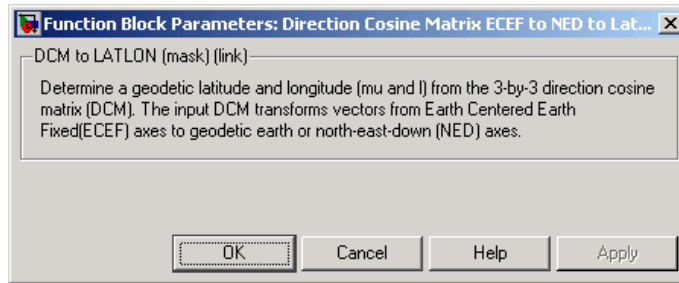 Function Block Parameters: Direction Cosine Matrix ECEF to NED to Lat...
DCM to LATLON (mask) (link)
Determine a geodetic latitude and longitude (mu and l) from the 3-by-3 direction cosine
matrix (DCM). The input DCM transforms vectors from Earth Centered Earth
Fixed(ECEF) axes to geodetic earth or north-east-down (NED) axes.
OK Cancel Help Apply